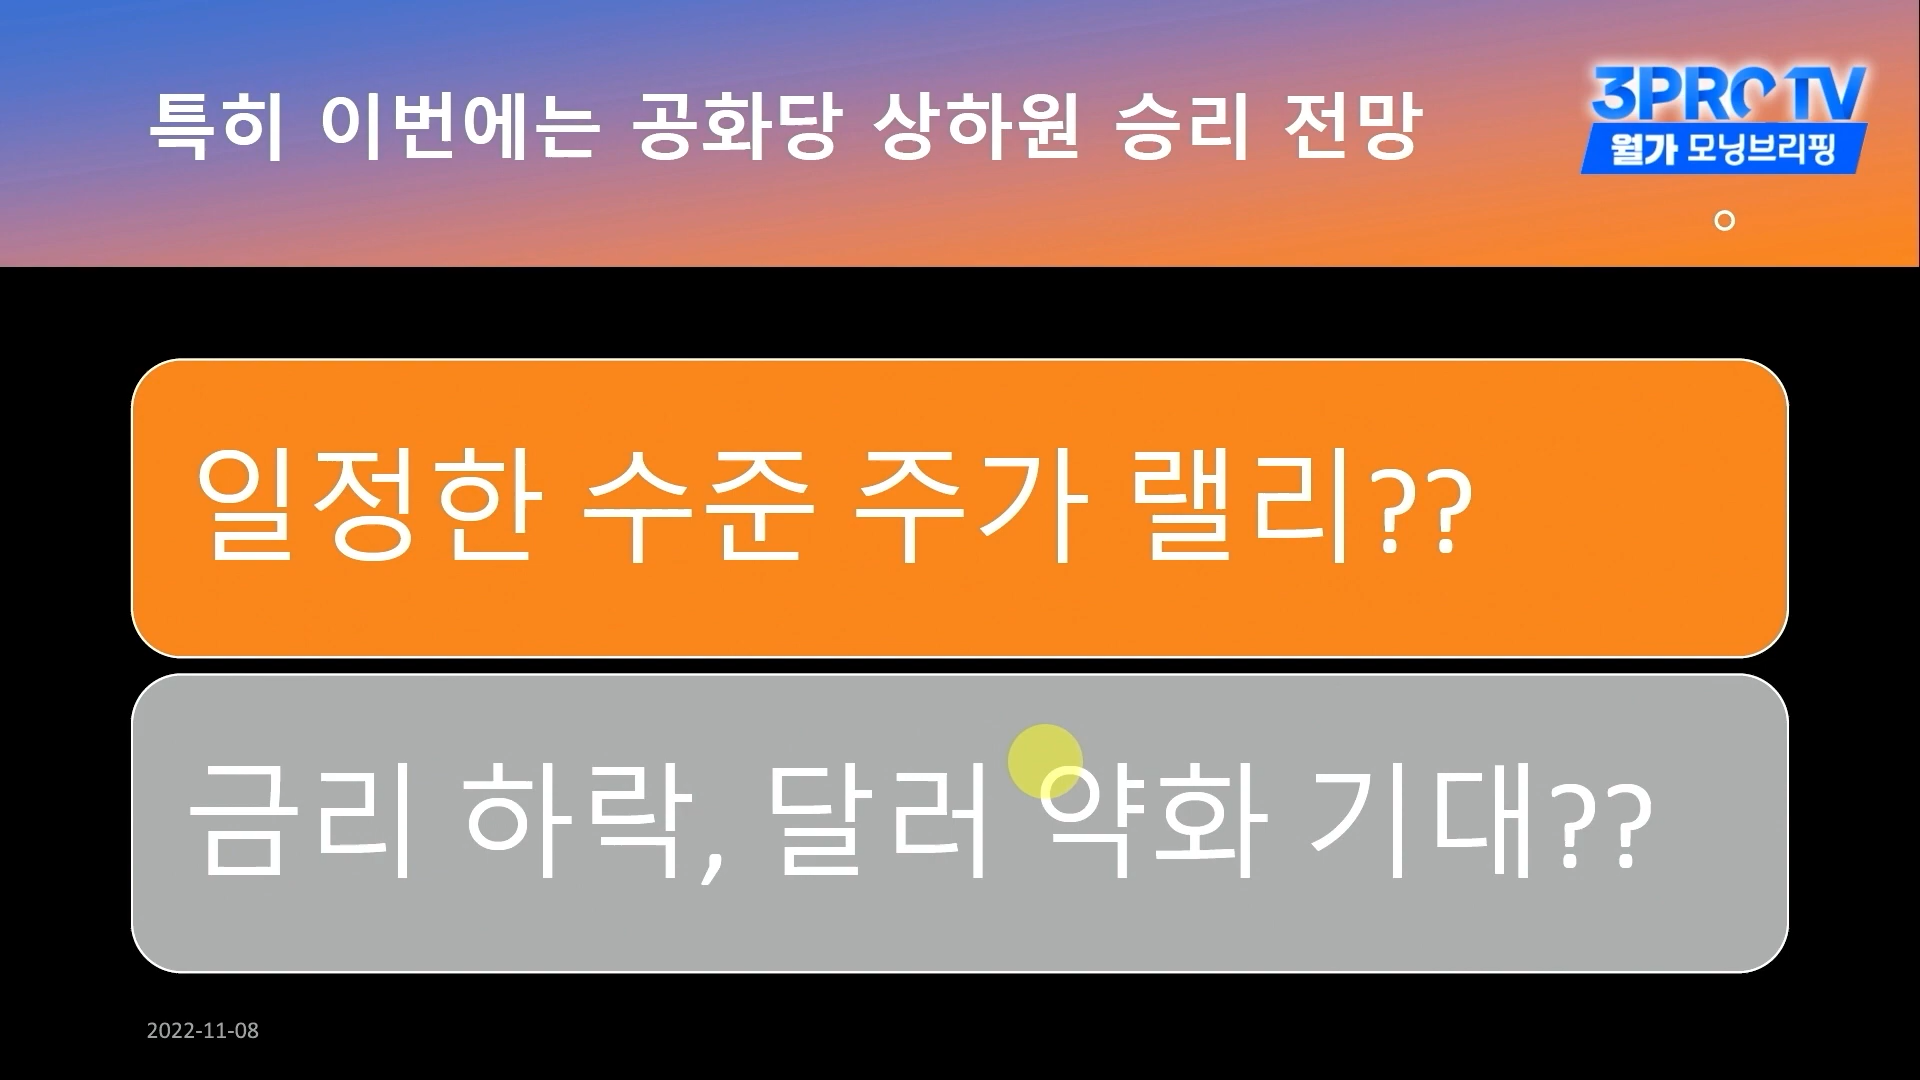 특히 이번에는 공화당 상하원 승리 전망
3PROTV
월가 모닝브리핑
일정한 수준 주가 랠리??
금리 하락, 달러 약화 기대??
2022-11-08